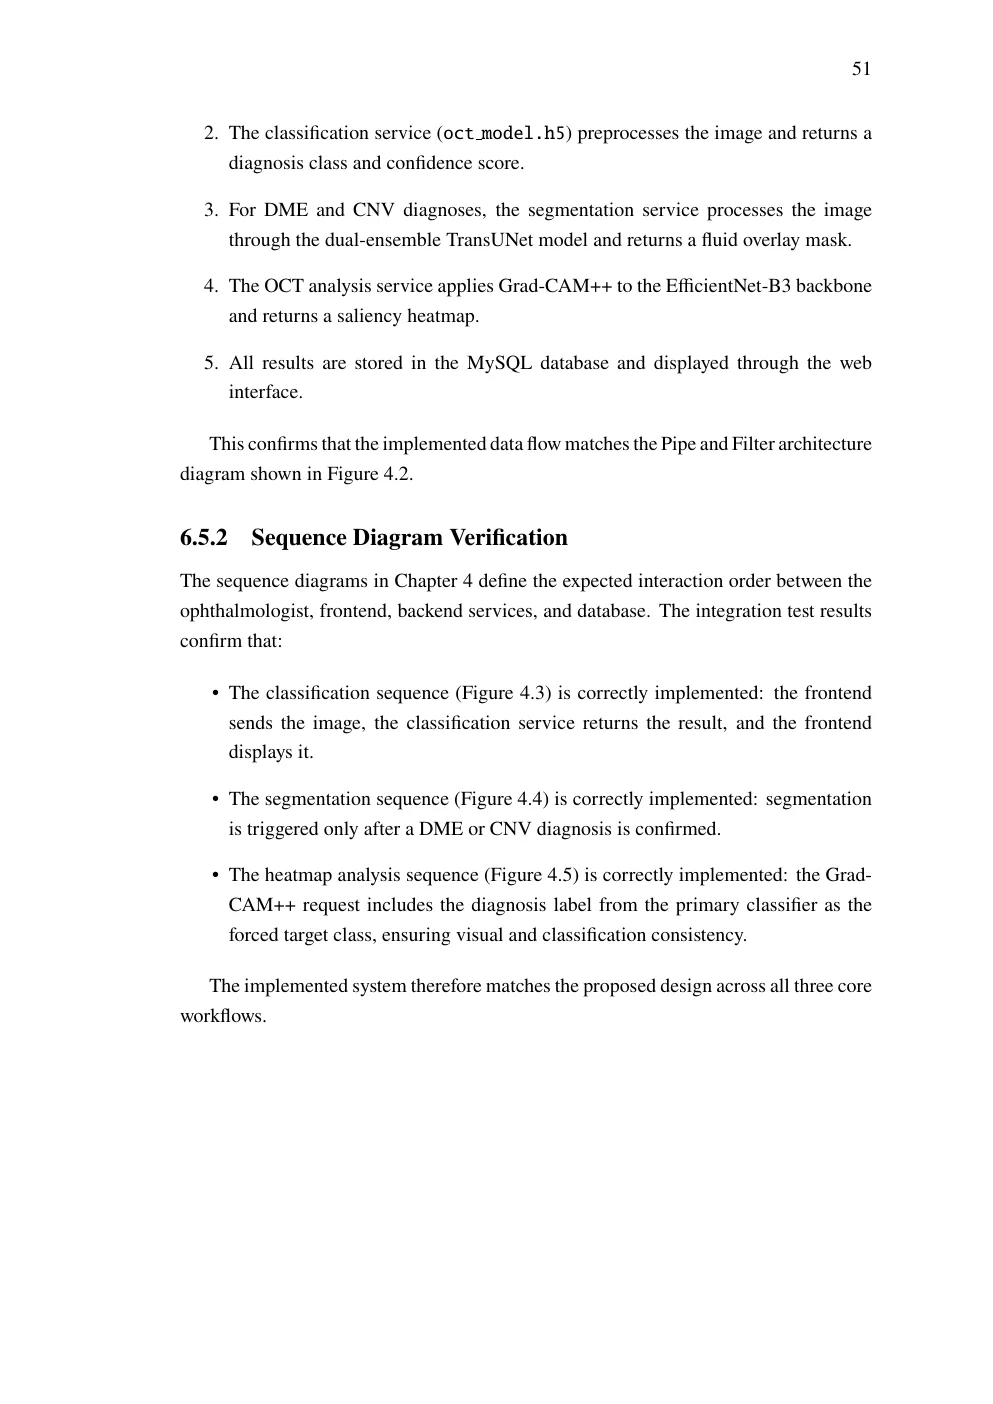 51
2. The classification service (oct_model.h5) preprocesses the image and returns a
diagnosis class and confidence score.
3. For DME and CNV diagnoses, the segmentation service processes the image
through the dual-ensemble TransUNet model and returns a fluid overlay mask.
4. The OCT analysis service applies Grad-CAM++ to the EfficientNet-B3 backbone
and returns a saliency heatmap.
5. All results are stored in the MySQL database and displayed through the web
interface.
This confirms that the implemented data flow matches the Pipe and Filter architecture
diagram shown in Figure 4.2.
6.5.2 Sequence Diagram Verification
The sequence diagrams in Chapter 4 define the expected interaction order between the
ophthalmologist, frontend, backend services, and database. The integration test results
confirm that:
• The classification sequence (Figure 4.3) is correctly implemented: the frontend
sends the image, the classification service returns the result, and the frontend
displays it.
• The segmentation sequence (Figure 4.4) is correctly implemented: segmentation
is triggered only after a DME or CNV diagnosis is confirmed.
• The heatmap analysis sequence (Figure 4.5) is correctly implemented: the Grad-
CAM++ request includes the diagnosis label from the primary classifier as the
forced target class, ensuring visual and classification consistency.
The implemented system therefore matches the proposed design across all three core
workflows.